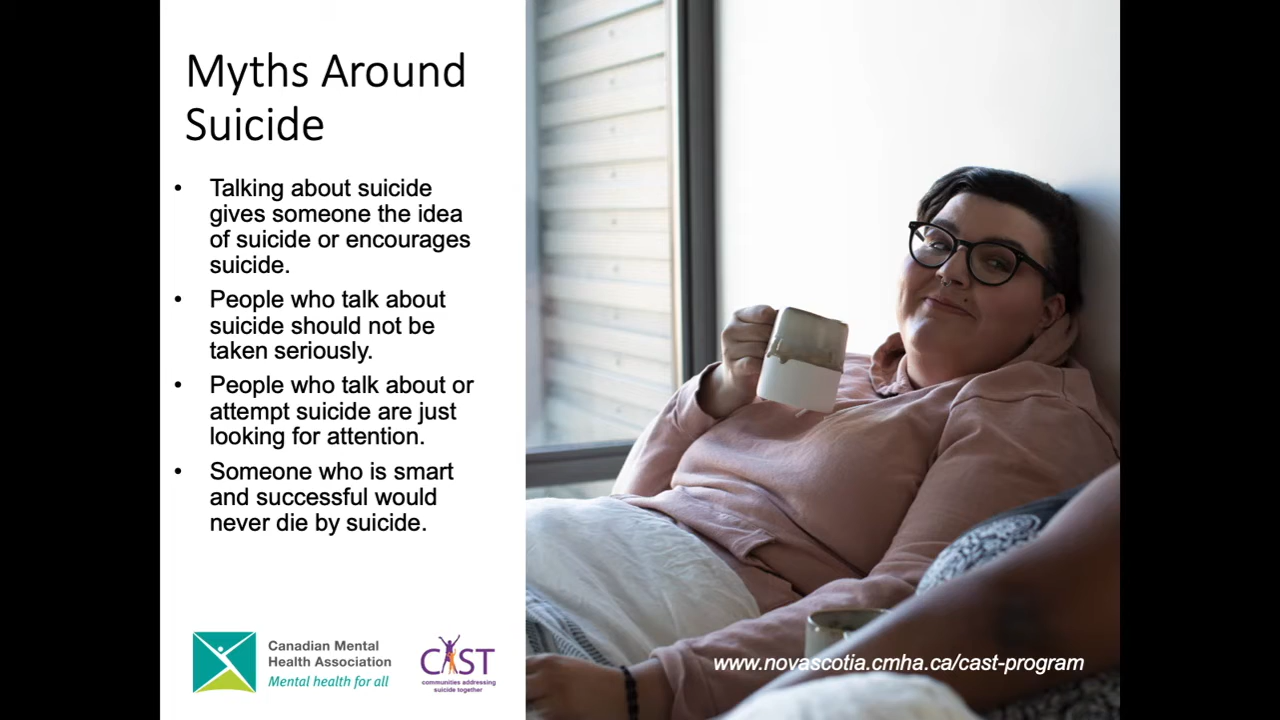 Myths Around
Suicide
• Talking about suicide
gives someone the idea
of suicide or encourages
suicide.
• People who talk about
suicide should not be
taken seriously.
• People who talk about or
attempt suicide are just
looking for attention.
• Someone who is smart
and successful would
never die by suicide.
Canadian Mental
Health Association
Mental health for all
CAST
communities addressing
suicide together
www.novascotia.cmha.ca/cast-program